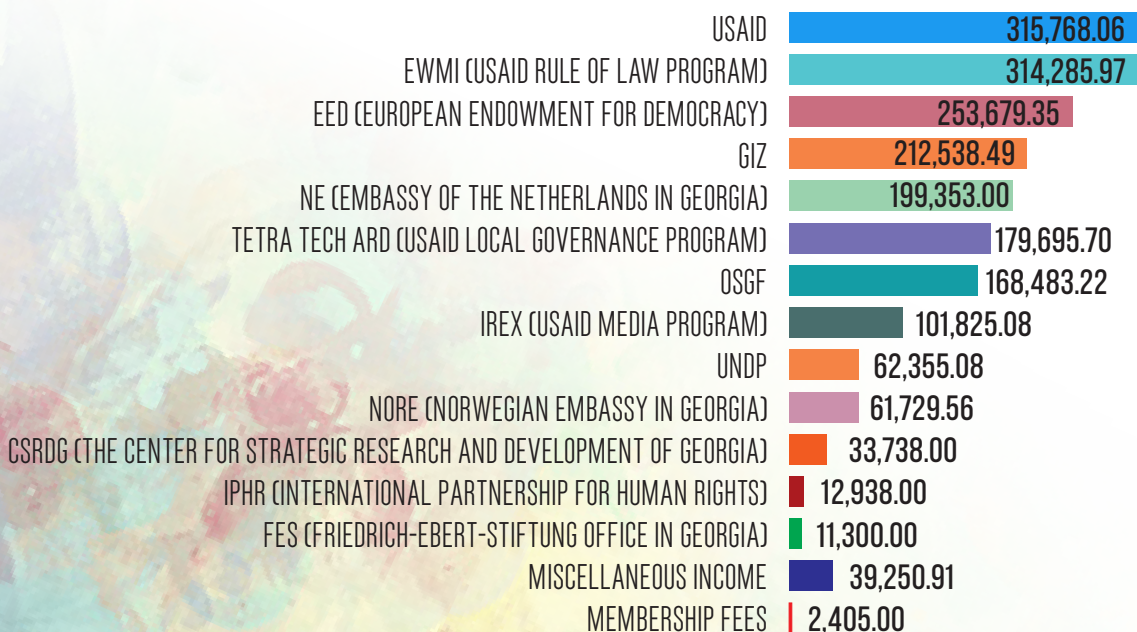 USAID 315,768.06
EWMI (USAID RULE OF LAW PROGRAM) 314,285.97
EED (EUROPEAN ENDOWMENT FOR DEMOCRACY) 253,679.35
GIZ 212,538.49
NE (EMBASSY OF THE NETHERLANDS IN GEORGIA) 199,353.00
TETRA TECH ARD (USAID LOCAL GOVERNANCE PROGRAM) 179,695.70
OSGF 168,483.22
IREX (USAID MEDIA PROGRAM) 101,825.08
UNDP 62,355.08
NORE (NORWEGIAN EMBASSY IN GEORGIA) 61,729.56
CSRDG (THE CENTER FOR STRATEGIC RESEARCH AND DEVELOPMENT OF GEORGIA) 33,738.00
IPHR (INTERNATIONAL PARTNERSHIP FOR HUMAN RIGHTS) 12,938.00
FES (FRIEDRICH-EBERT-STIFTUNG OFFICE IN GEORGIA) 11,300.00
MISCELLANEOUS INCOME 39,250.91
MEMBERSHIP FEES 2,405.00